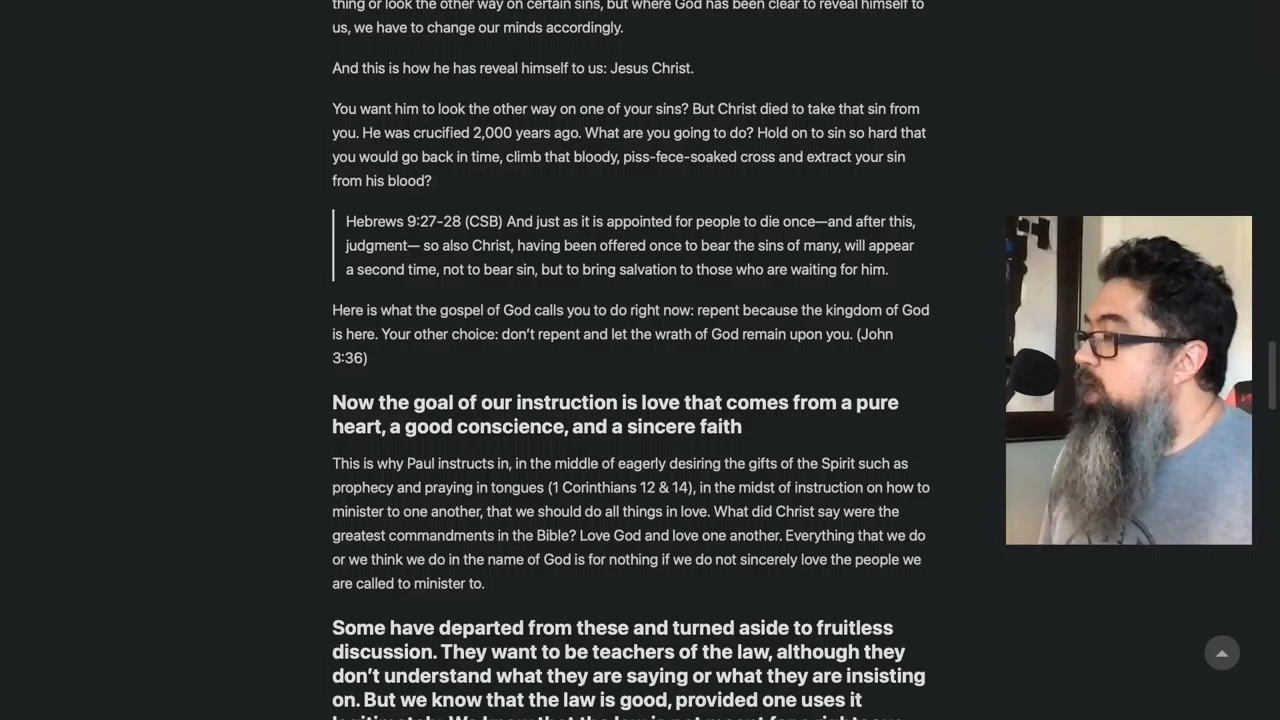 thing or look the other way on certain sins, but where God has been clear to reveal himself to
us, we have to change our minds accordingly.
And this is how he has reveal himself to us: Jesus Christ.
You want him to look the other way on one of your sins? But Christ died to take that sin from
you. He was crucified 2,000 years ago. What are you going to do? Hold on to sin so hard that
you would go back in time, climb that bloody, piss-fece-soaked cross and extract your sin
from his blood?
Hebrews 9:27-28 (CSB) And just as it is appointed for people to die once—and after this,
judgment— so also Christ, having been offered once to bear the sins of many, will appear
a second time, not to bear sin, but to bring salvation to those who are waiting for him.
Here is what the gospel of God calls you to do right now: repent because the kingdom of God
is here. Your other choice: don’t repent and let the wrath of God remain upon you. (John
3:36)
Now the goal of our instruction is love that comes from a pure
heart, a good conscience, and a sincere faith
This is why Paul instructs in, in the middle of eagerly desiring the gifts of the Spirit such as
prophecy and praying in tongues (1 Corinthians 12 & 14), in the midst of instruction on how to
minister to one another, that we should do all things in love. What did Christ say were the
greatest commandments in the Bible? Love God and love one another. Everything that we do
or we think we do in the name of God is for nothing if we do not sincerely love the people we
are called to minister to.
Some have departed from these and turned aside to fruitless
discussion. They want to be teachers of the law, although they
don’t understand what they are saying or what they are insisting
on. But we know that the law is good, provided one uses it